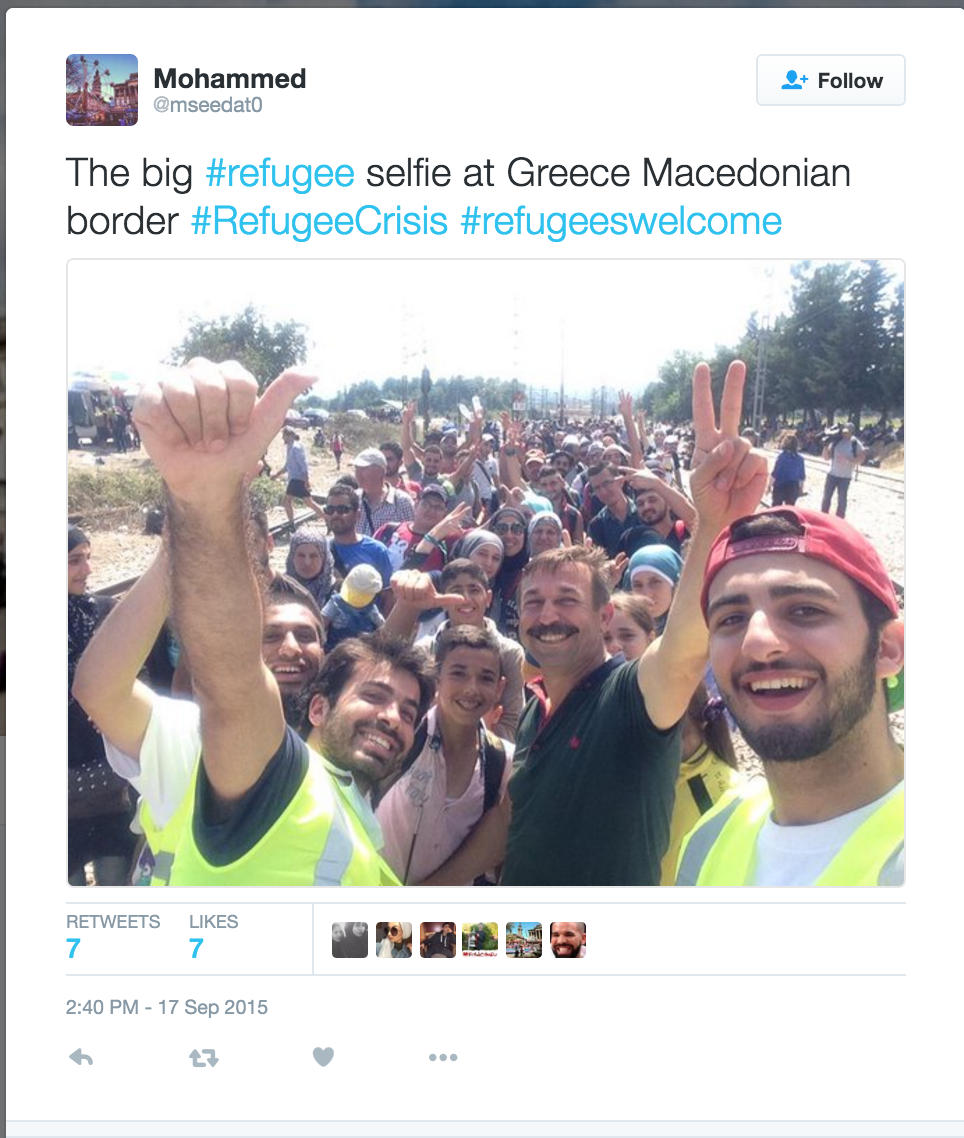 Mohammed
@mseedat0
Follow
The big #refugee selfie at Greece Macedonian
border #RefugeeCrisis #refugeeswelcome
RETWEETS
7
LIKES
7
2:40 PM - 17 Sep 2015